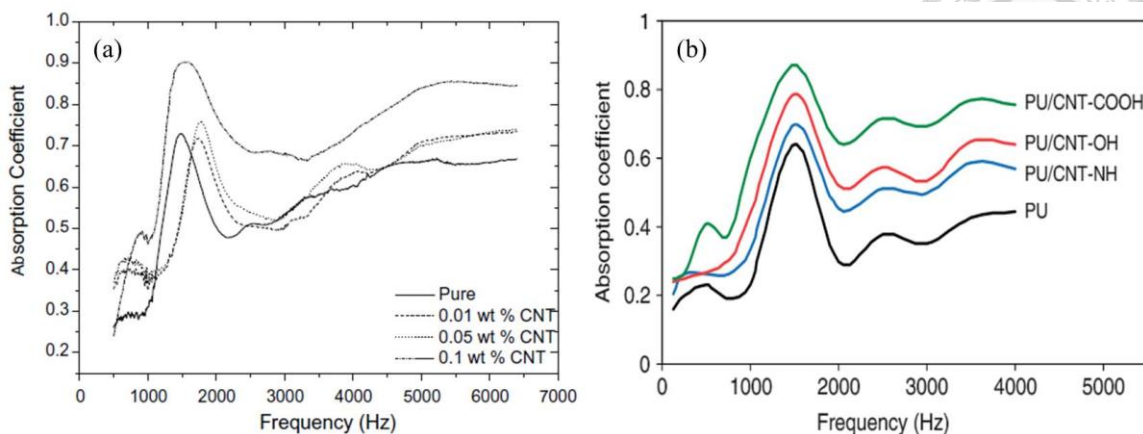 (a)
Absorption Coefficient
1.0
0.9
0.8
0.7
0.6
0.5
0.4
0.3
0.2
0 1000 2000 3000 4000 5000 6000 7000
Frequency (Hz)
Pure
0.01 wt % CNT
0.05 wt % CNT
0.1 wt % CNT
(b)
Absorption coefficient
1
0.8
0.6
0.4
0.2
0
0 1000 2000 3000 4000 5000
Frequency (Hz)
PU/CNT-COOH
PU/CNT-OH
PU/CNT-NH
PU